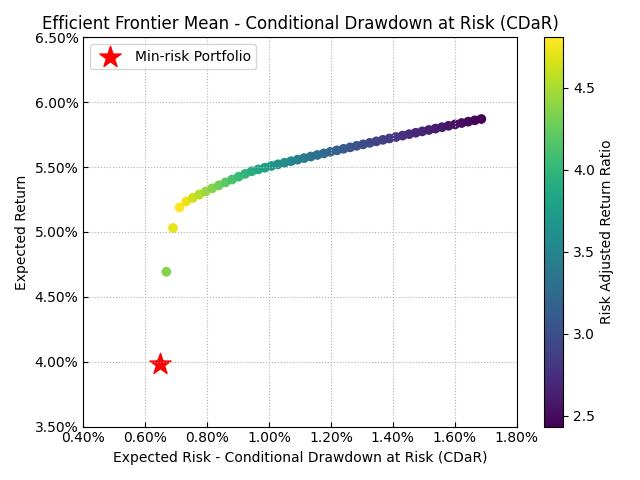 Efficient Frontier Mean - Conditional Drawdown at Risk (CDaR)
Min-risk Portfolio
6.50%
6.00%
5.50%
5.00%
4.50%
4.00%
3.50%
Expected Return
0.40% 0.60% 0.80% 1.00% 1.20% 1.40% 1.60% 1.80%
Expected Risk - Conditional Drawdown at Risk (CDaR)
4.5
4.0
3.5
3.0
2.5
Risk Adjusted Return Ratio